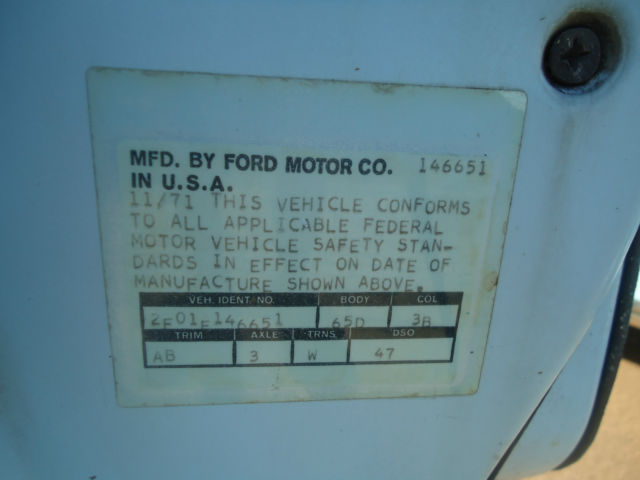 MFD. BY FORD MOTOR CO. 146651
IN U.S.A.
11/71 THIS VEHICLE CONFORMS
TO ALL APPLICABLE FEDERAL
MOTOR VEHICLE SAFETY STAN-
DARDS IN EFFECT ON DATE OF
MANUFACTURE SHOWN ABOVE.
VEH. IDENT. NO. BODY COL
2F01F146651 65D 3B
TRIM AXLE TRNS DSO
AB 3 W 47